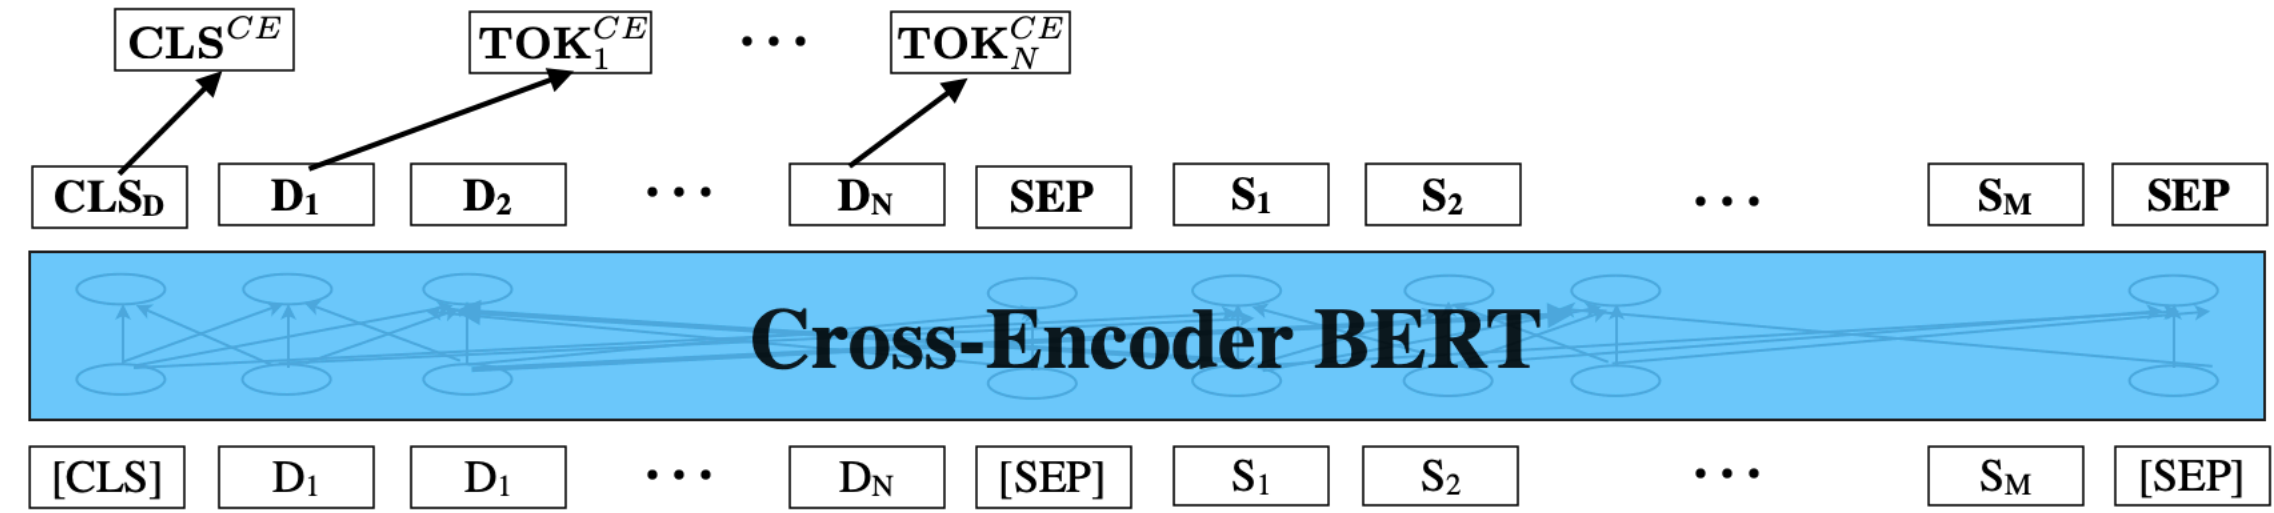 CLS^{CE} TOK_1^{CE} ... TOK_N^{CE}
CLS_D D_1 D_2 ... D_N SEP S_1 S_2 ... S_M SEP
Cross-Encoder BERT
[CLS] D_1 D_1 ... D_N [SEP] S_1 S_2 ... S_M [SEP]